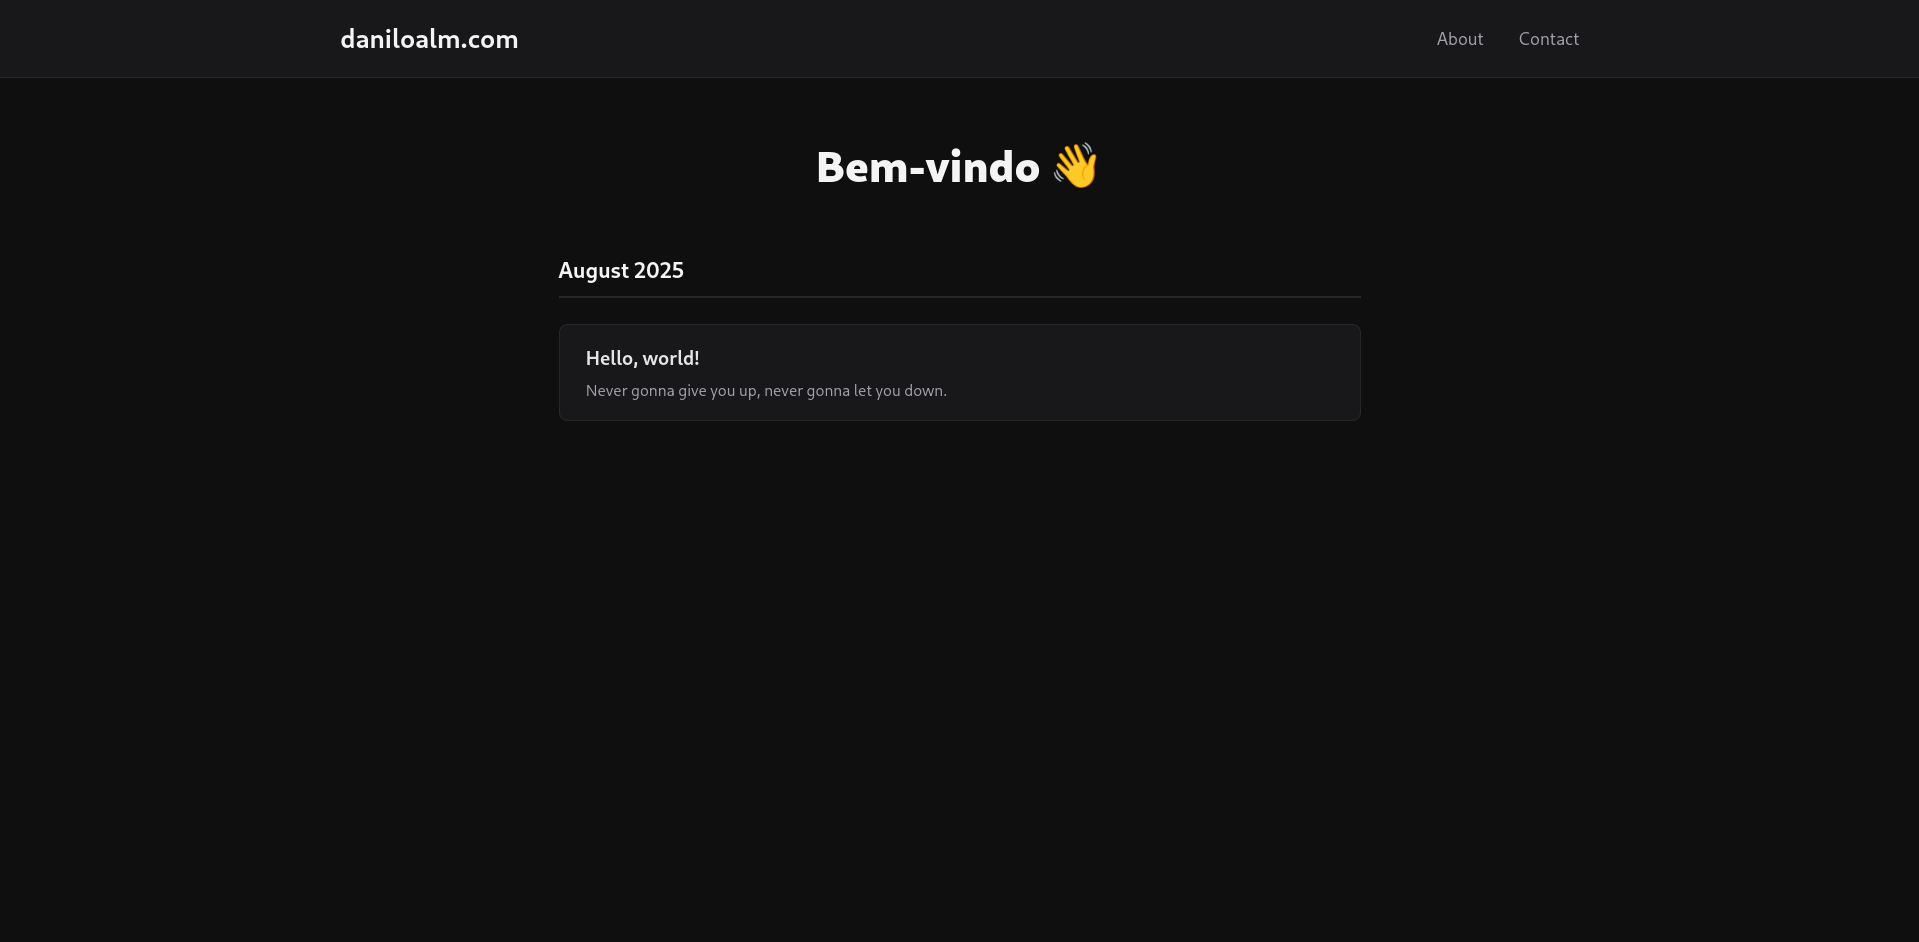 daniloalm.com
About Contact
Bem-vindo 👋
August 2025
Hello, world!
Never gonna give you up, never gonna let you down.